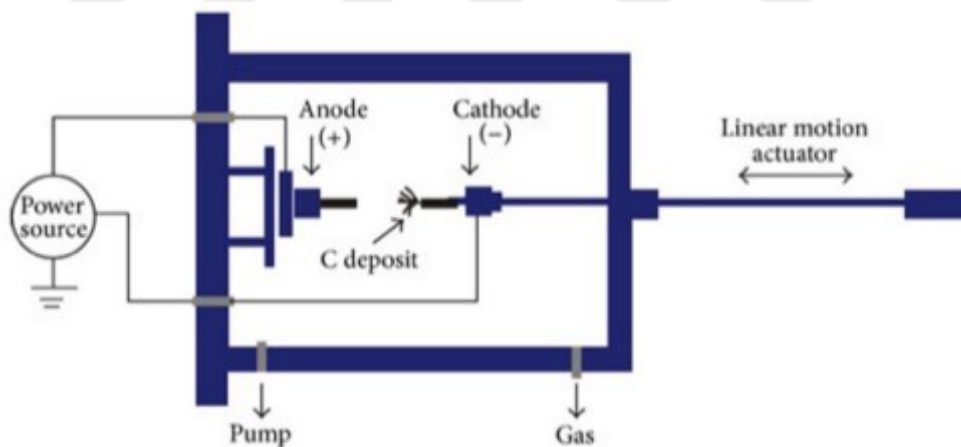 Anode
(+)
Cathode
(−)
Linear motion
actuator
Power
source
C deposit
Pump
Gas